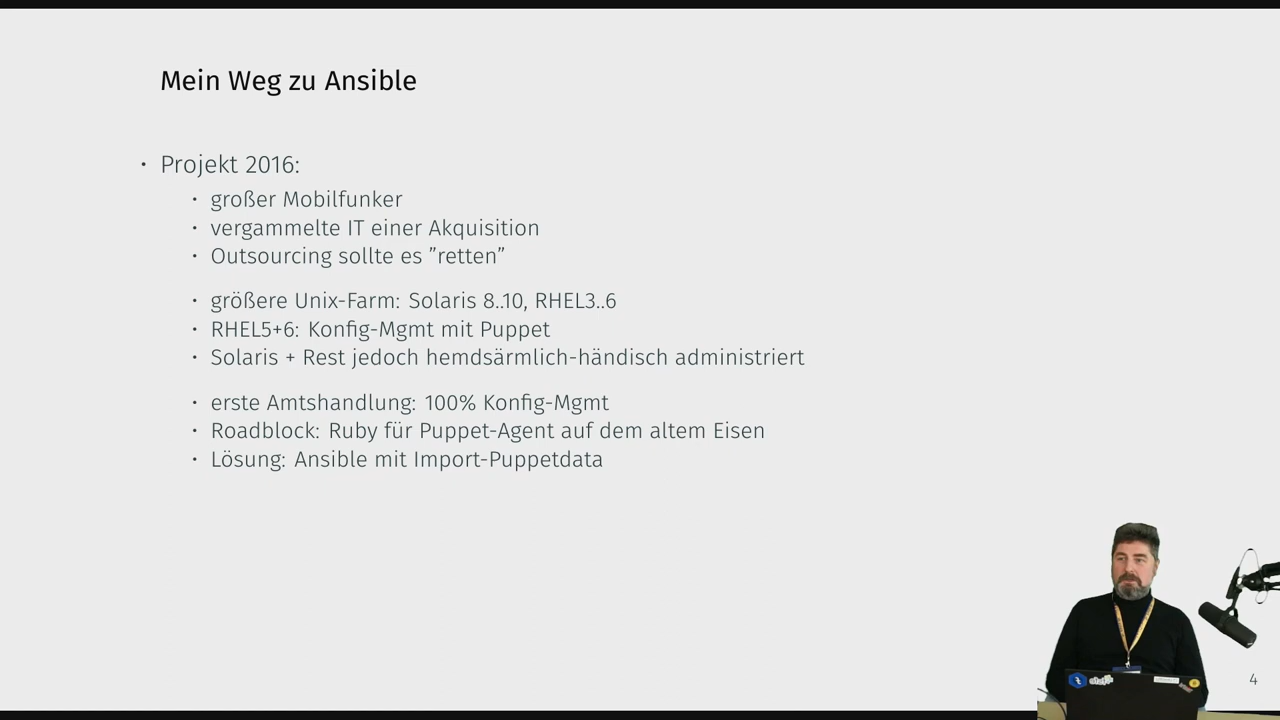 Mein Weg zu Ansible
• Projekt 2016:
• großer Mobilfunker
• vergammelte IT einer Akquisition
• Outsourcing sollte es ”retten”
• größere Unix-Farm: Solaris 8..10, RHEL3..6
• RHEL5+6: Konfig-Mgmt mit Puppet
• Solaris + Rest jedoch hemdsärmlich-händisch administriert
• erste Amtshandlung: 100% Konfig-Mgmt
• Roadblock: Ruby für Puppet-Agent auf dem altem Eisen
• Lösung: Ansible mit Import-Puppetdata
4